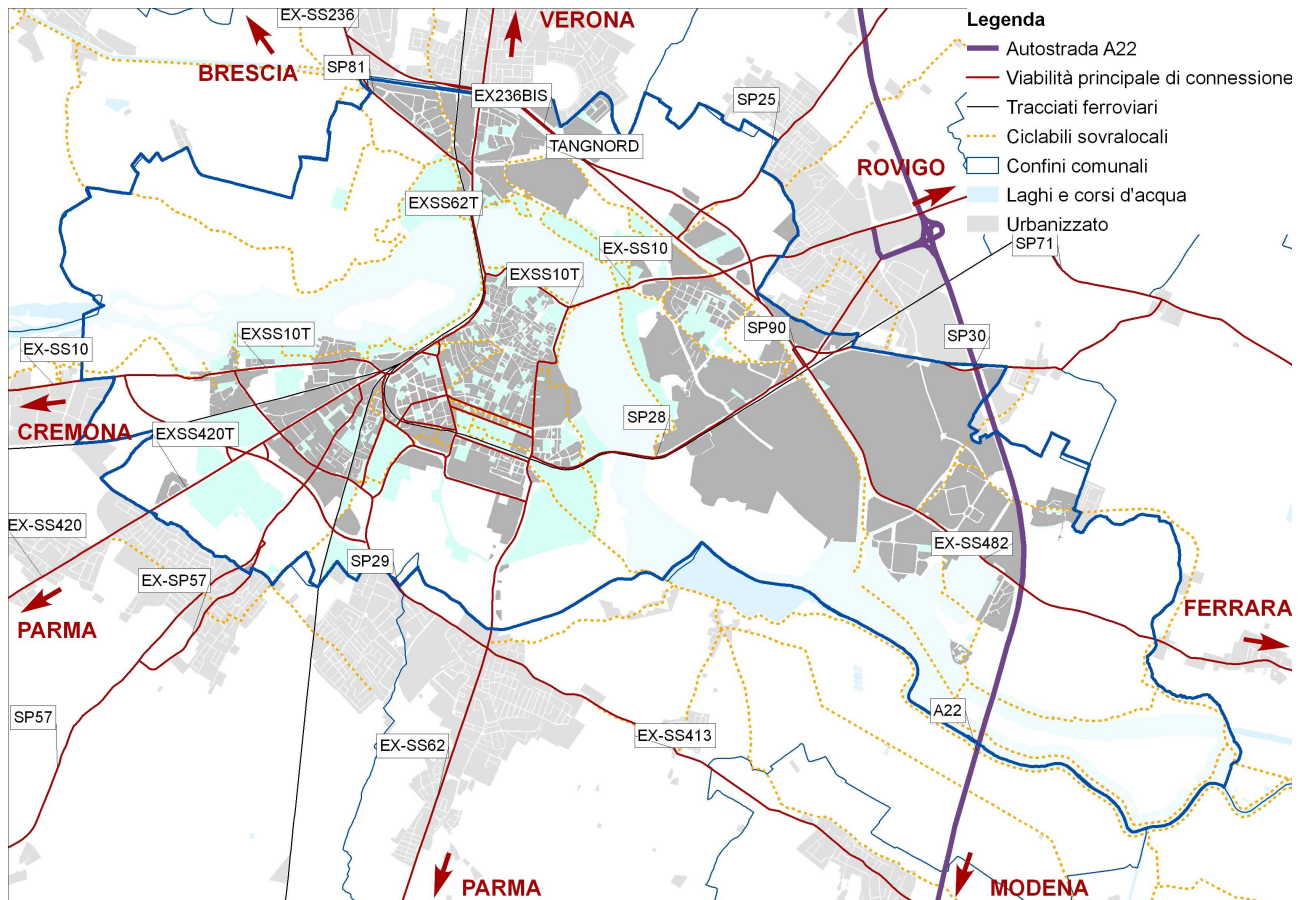 EX-SS236
VERONA
Legenda
Autostrada A22
BRESCIA
SP81
Viabilità principale di connessione
EX236BIS
SP25
Tracciati ferroviari
Ciclabili sovralocali
TANGNORD
ROVIGO
Confini comunali
EXSS62T
Laghi e corsi d'acqua
Urbanizzato
EX-SS10
SP71
EXSS10T
EXSS10T
SP90
SP30
EX-SS10
CREMONA
SP28
EXSS420T
EX-SS420
EX-SS482
SP29
EX-SP57
PARMA
FERRARA
SP57
A22
EX-SS62
EX-SS413
PARMA
MODENA